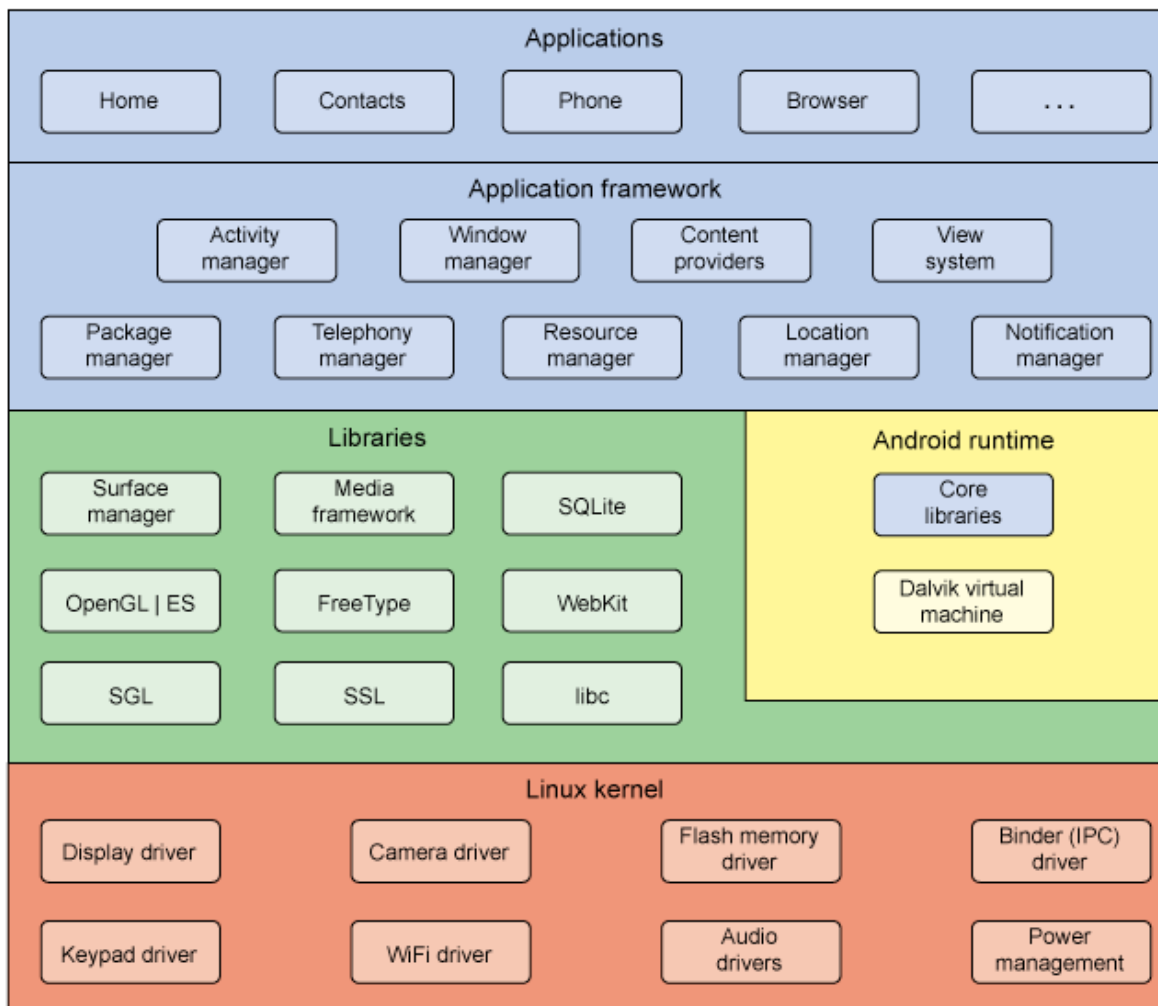 Applications
Home
Contacts
Phone
Browser
. . .
Application framework
Activity
manager
Window
manager
Content
providers
View
system
Package
manager
Telephony
manager
Resource
manager
Location
manager
Notification
manager
Libraries
Surface
manager
Media
framework
SQLite
OpenGL | ES
FreeType
WebKit
SGL
SSL
libc
Android runtime
Core
libraries
Dalvik virtual
machine
Linux kernel
Display driver
Camera driver
Flash memory
driver
Binder (IPC)
driver
Keypad driver
WiFi driver
Audio
drivers
Power
management